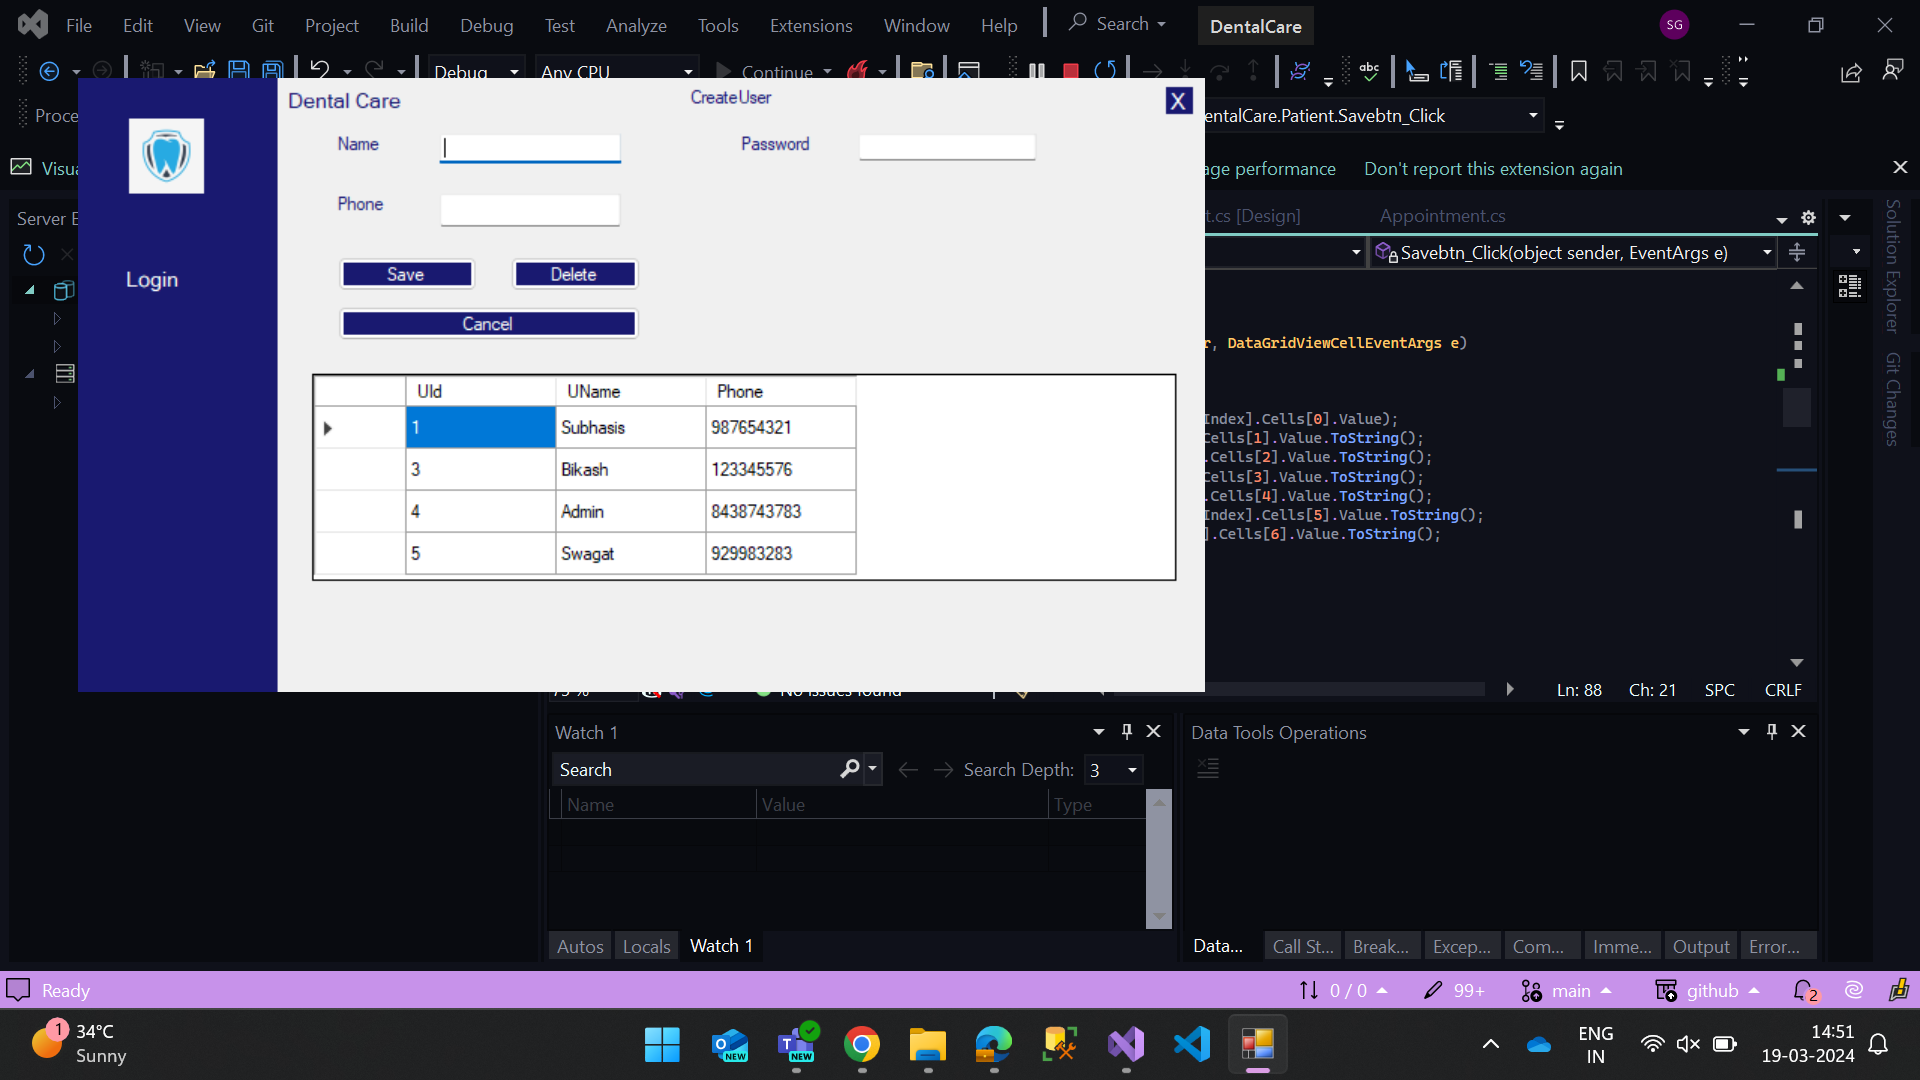 File Edit View Git Project Build Debug Test Analyze Tools Extensions Window Help Search DentalCare SG
Debug Any CPU Continue abc
Proce
entalCare.Patient.Savebtn_Click
Visua
age performance Don't report this extension again
Server E
t.cs [Design] Appointment.cs
Savebtn_Click(object sender, EventArgs e)
Dental Care
CreateUser
X
Name
Password
Phone
Login
Save
Delete
Cancel
UId UName Phone
1 Subhasis 987654321
3 Bikash 123345576
4 Admin 8438743783
5 Swagat 929983283
r, DataGridViewCellEventArgs e)
Index].Cells[0].Value);
Cells[1].Value.ToString();
.Cells[2].Value.ToString();
Cells[3].Value.ToString();
.Cells[4].Value.ToString();
Index].Cells[5].Value.ToString();
].Cells[6].Value.ToString();
Solution Explorer
Git Changes
No issues found
Ln: 88 Ch: 21 SPC CRLF
Watch 1
Search Search Depth: 3
Name Value Type
Autos Locals Watch 1
Data Tools Operations
Data... Call St... Break... Excep... Com... Imme... Output Error...
Ready 0 / 0 99+ main github 2
1 34°C
Sunny
NEW
NEW
ENG
IN
14:51
19-03-2024